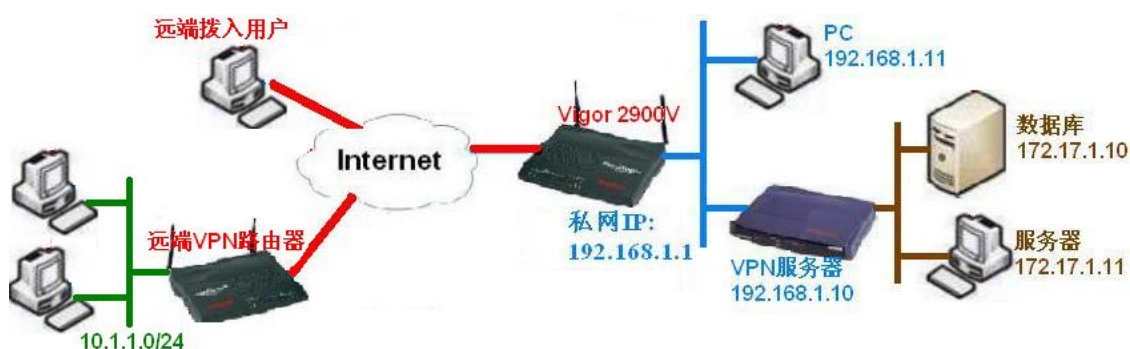 远端拨入用户
PC
192.168.1.11
Vigor 2900V
数据库
172.17.1.10
Internet
私网IP:
192.168.1.1
远端VPN路由器
VPN服务器
192.168.1.10
服务器
172.17.1.11
10.1.1.0/24